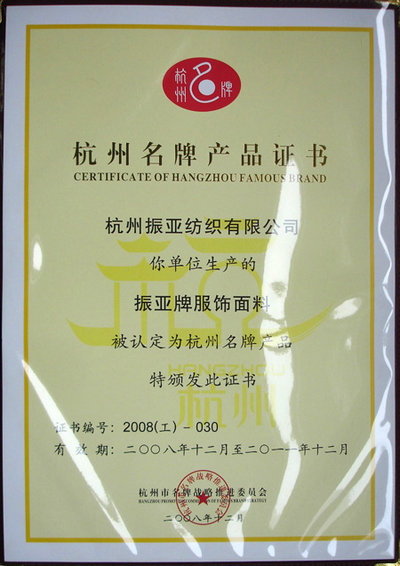 杭州 名 牌
杭州名牌产品证书
CERTIFICATE OF HANGZHOU FAMOUS BRAND
杭州振亚纺织有限公司
你单位生产的
振亚牌服饰面料
被认定为杭州名牌产品
HANGZHOU
杭州
特颁发此证书
证书编号: 2008(工) - 030
有 效 期: 二〇〇八年十二月至二〇一一年十二月
杭州市名牌战略推进委员会
二〇〇八年十二月